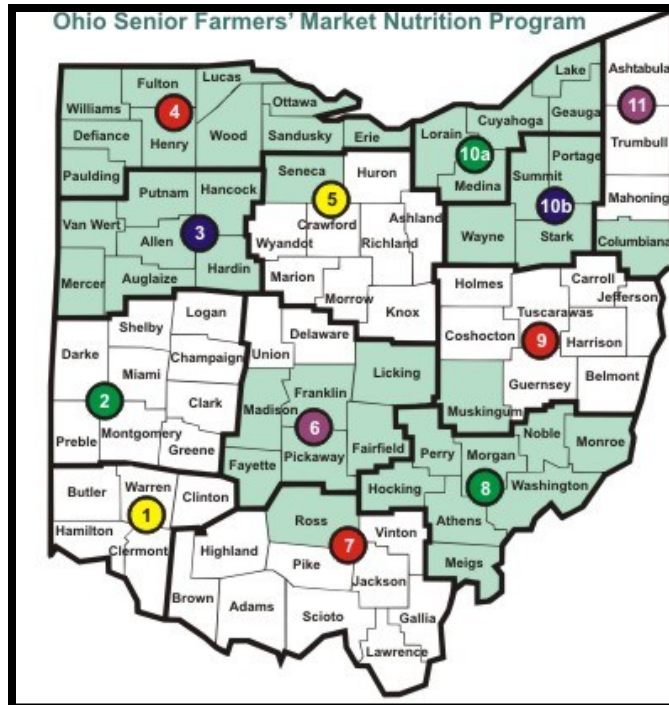 Ohio Senior Farmers' Market Nutrition Program
Ashtabula
Lake
Lucas
Fulton
11
Williams
Ottawa
Cuyahoga
Geauga
4
Lorain
Trumbull
Defiance
Henry
Wood
Sandusky
Erie
10a
Portage
Paulding
Seneca
Huron
Medina
Summit
Putnam
Hancock
Mahoning
5
10b
Van Wert
3
Crawford
Ashland
Wayne
Stark
Allen
Wyandot
Richland
Columbiana
Mercer
Auglaize
Hardin
Marion
Holmes
Carroll
Jefferson
Logan
Morrow
Knox
Shelby
Tuscarawas
Delaware
Coshocton
9
Harrison
Darke
Union
Champaign
Miami
Licking
Belmont
Franklin
Guernsey
2
Clark
Madison
Muskingum
6
Noble
Montgomery
Preble
Greene
Fairfield
Perry
Morgan
Monroe
Pickaway
Fayette
Hocking
8
Washington
Warren
Butler
Clinton
1
Ross
Athens
Hamilton
Vinton
7
Clermont
Highland
Pike
Meigs
Jackson
Brown
Adams
Scioto
Gallia
Lawrence